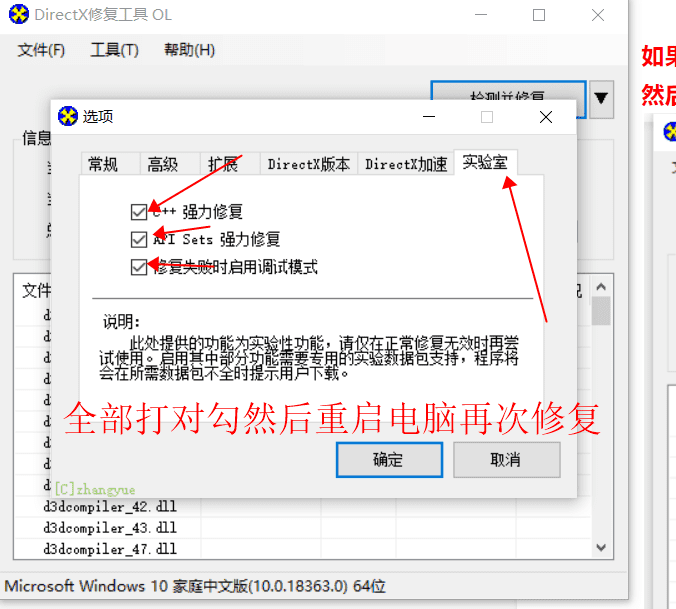 DirectX修复工具 OL
文件(F) 工具(T) 帮助(H)
如果
然后
检测并修复
选项
信息
常规 高级 扩展 DirectX版本 DirectX加速 实验室
C++ 强力修复
API Sets 强力修复
修复失败时启用调试模式
文件
说明:
此处提供的功能为实验性功能，请仅在正常修复无效时再尝
试使用。启用其中部分功能需要专用的实验数据包支持，程序将
会在所需数据包不全时提示用户下载。
全部打对勾然后重启电脑再次修复
确定 取消
[C]zhangyue
d3dcompiler_42.dll
d3dcompiler_43.dll
d3dcompiler_47.dll
Microsoft Windows 10 家庭中文版(10.0.18363.0) 64位